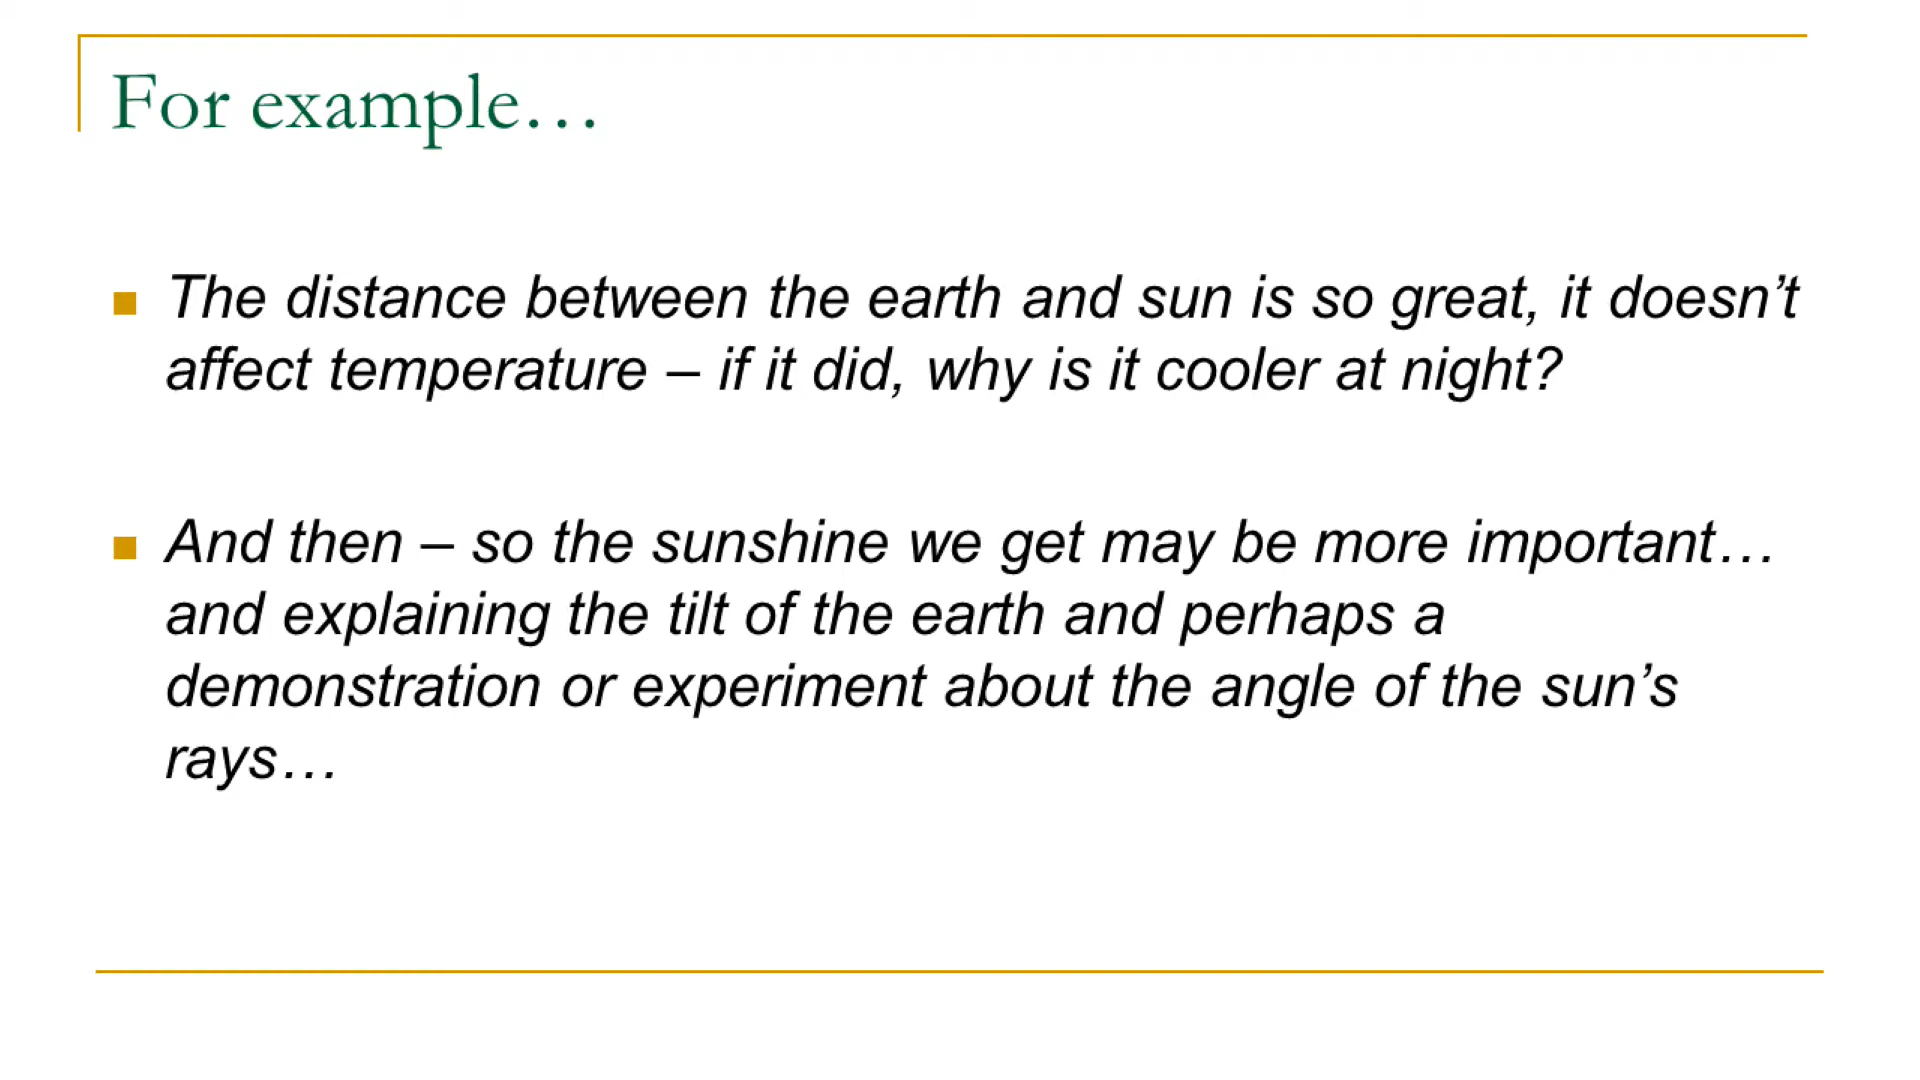 For example…
The distance between the earth and sun is so great, it doesn’t
affect temperature – if it did, why is it cooler at night?
And then – so the sunshine we get may be more important…
and explaining the tilt of the earth and perhaps a
demonstration or experiment about the angle of the sun’s
rays…